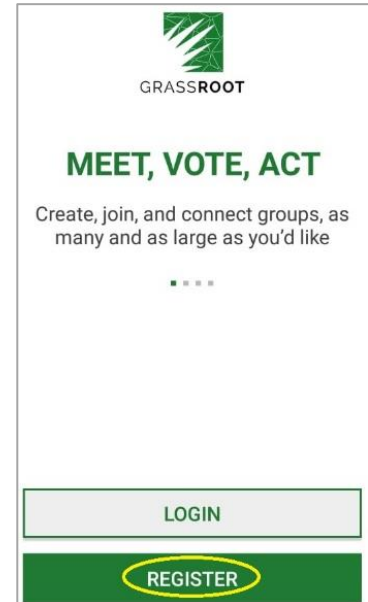 GRASSROOT
MEET, VOTE, ACT
Create, join, and connect groups, as
many and as large as you'd like
LOGIN
REGISTER